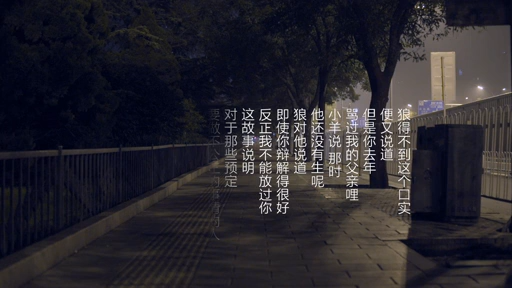 狼得不到这个口实
便又说道
但是你去年
骂过我的父亲哩
小羊说 那时
他还没有生呢
狼对他说道
即使你辩解得很好
反正我不能放过你
这故事说明
对于那些预定